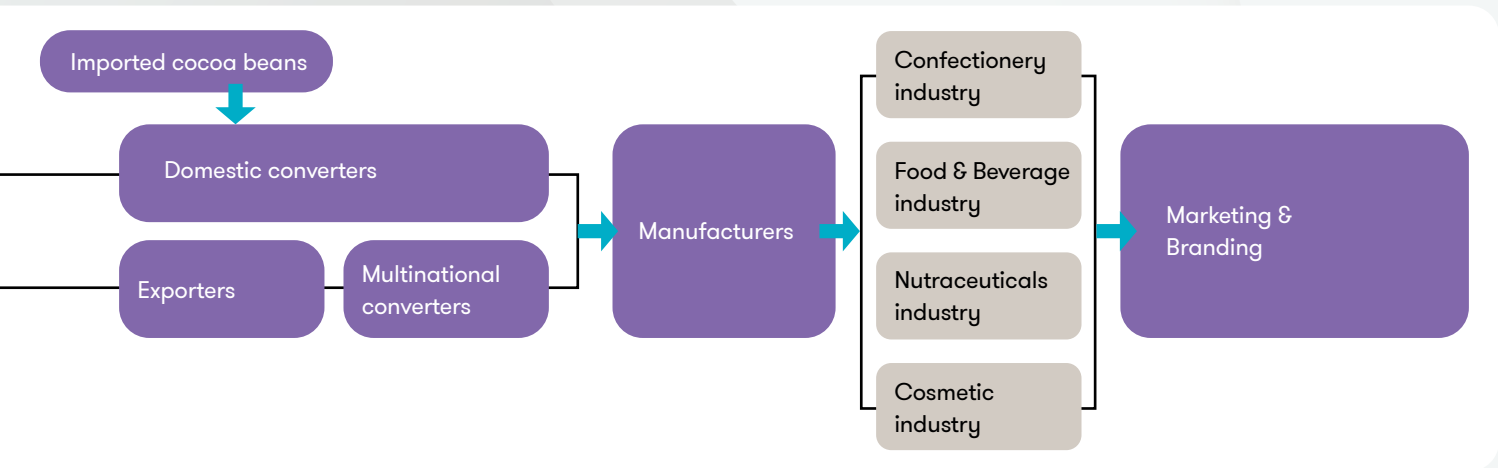 Imported cocoa beans
Domestic converters
Exporters
Multinational
converters
Manufacturers
Confectionery
industry
Food & Beverage
industry
Nutraceuticals
industry
Cosmetic
industry
Marketing &
Branding